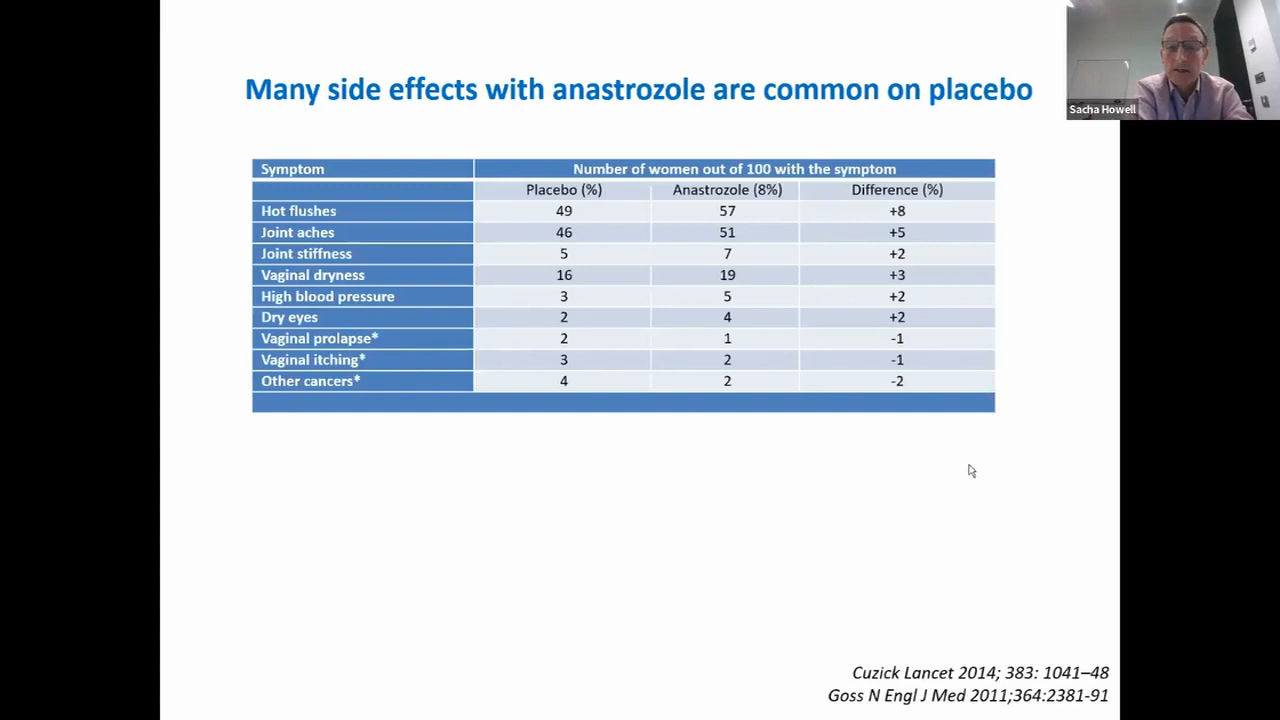 Many side effects with anastrozole are common on placebo
Sacha Howell
Symptom Number of women out of 100 with the symptom
Placebo (%) Anastrozole (8%) Difference (%)
Hot flushes 49 57 +8
Joint aches 46 51 +5
Joint stiffness 5 7 +2
Vaginal dryness 16 19 +3
High blood pressure 3 5 +2
Dry eyes 2 4 +2
Vaginal prolapse* 2 1 -1
Vaginal itching* 3 2 -1
Other cancers* 4 2 -2
Cuzick Lancet 2014; 383: 1041–48
Goss N Engl J Med 2011;364:2381-91